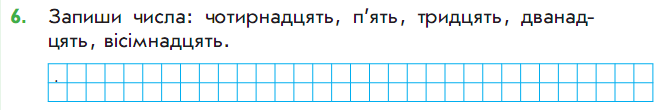 6. Запиши числа: чотирнадцять, п'ять, тридцять, дванад-
цять, вісімнадцять.